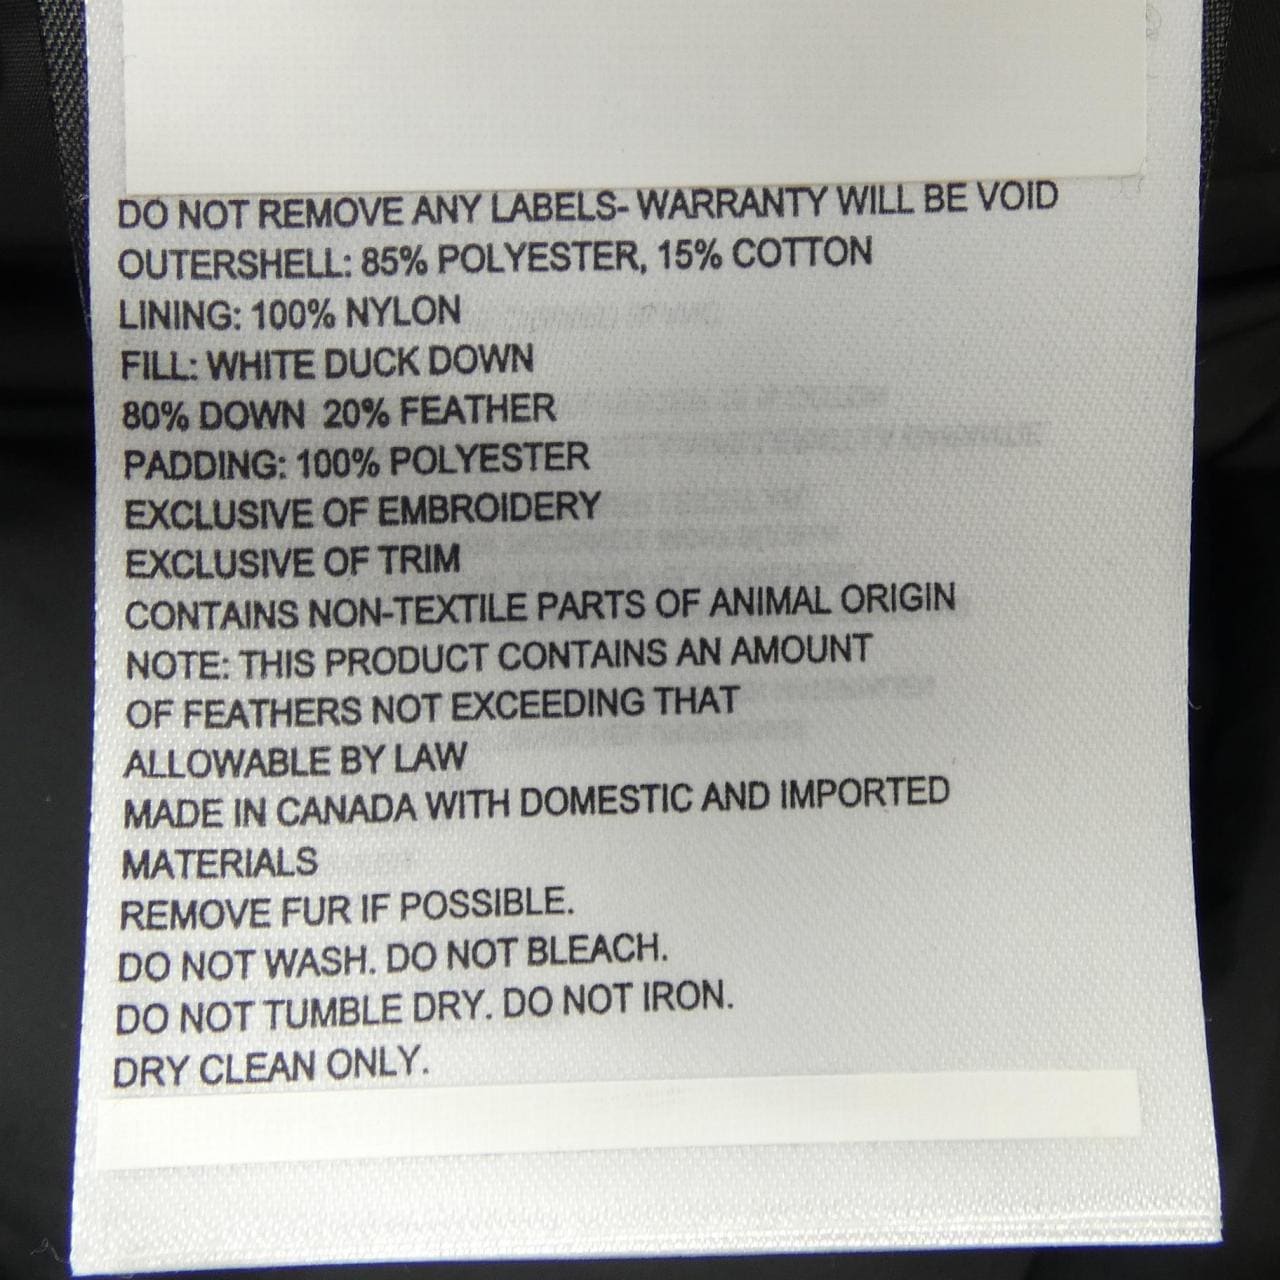 DO NOT REMOVE ANY LABELS- WARRANTY WILL BE VOID
OUTERSHELL: 85% POLYESTER, 15% COTTON
LINING: 100% NYLON
FILL: WHITE DUCK DOWN
80% DOWN  20% FEATHER
PADDING: 100% POLYESTER
EXCLUSIVE OF EMBROIDERY
EXCLUSIVE OF TRIM
CONTAINS NON-TEXTILE PARTS OF ANIMAL ORIGIN
NOTE: THIS PRODUCT CONTAINS AN AMOUNT
OF FEATHERS NOT EXCEEDING THAT
ALLOWABLE BY LAW
MADE IN CANADA WITH DOMESTIC AND IMPORTED
MATERIALS
REMOVE FUR IF POSSIBLE.
DO NOT WASH. DO NOT BLEACH.
DO NOT TUMBLE DRY. DO NOT IRON.
DRY CLEAN ONLY.